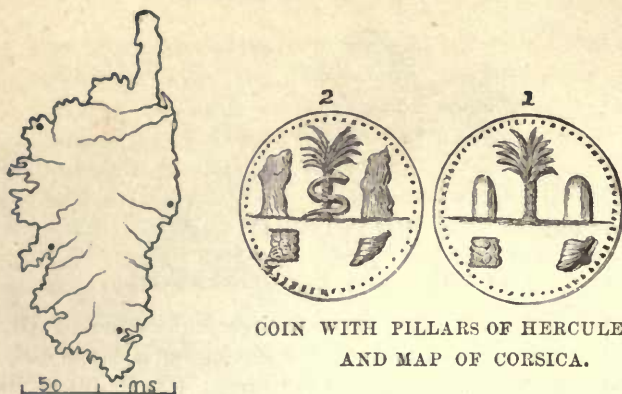 2 1
COIN WITH PILLARS OF HERCULE
AND MAP OF CORSICA.
50 ms